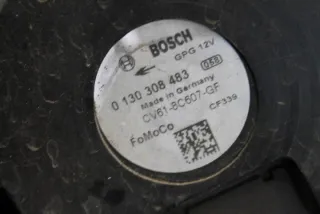 BOSCH
GPG 12V
0 130 308 483
Made in Germany
CV61-8C607-GF
FoMoCo
CF339